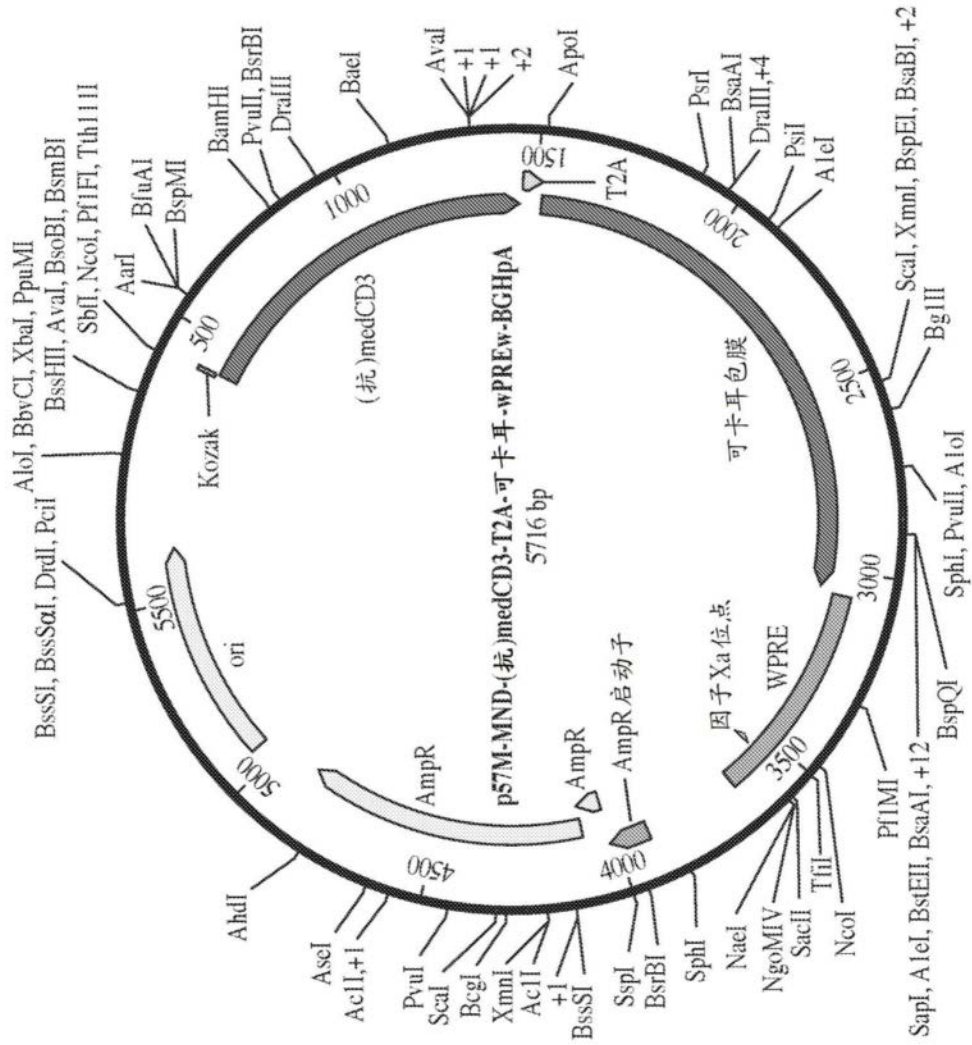 BssSI, BssSαI, DrdI, PciI
AloI, BbvCI, XbaI, PpuMI
BssHII, AvaI, BsoBI, BsmBI
SbfI, NcoI, PflFI, Tth111I
AarI
BfuAI
BspMI
BamHI
PvuII, BsrBI
DraIII
BaeI
AvaI
+1
+1
+2
ApoI
PsrI
BsaAI
DraIII,+4
PsiI
AleI
ScaI, XmnI, BspEI, BsaBI, +2
BglII
SphI, PvuII, AloI
BspQI
SapI, AleI, BstEII, BsaAI, +12
PflMI
NcoI
TfiI
SacII
NgoMIV
NaeI
SphI
BsrBI
SspI
BssSI
+1
AclI
XmnI
BcgI
ScaI
PvuI
AclI,+1
AseI
AhdI
500
1000
1500
2000
2500
3000
3500
4000
4500
5000
5500
Kozak
(抗)medCD3
T2A
可卡耳包膜
WPRE
因子Xa位点
AmpR启动子
AmpR
AmpR
ori
p57M-MND-(抗)medCD3-T2A-可卡耳-wPREw-BGHpA
5716 bp